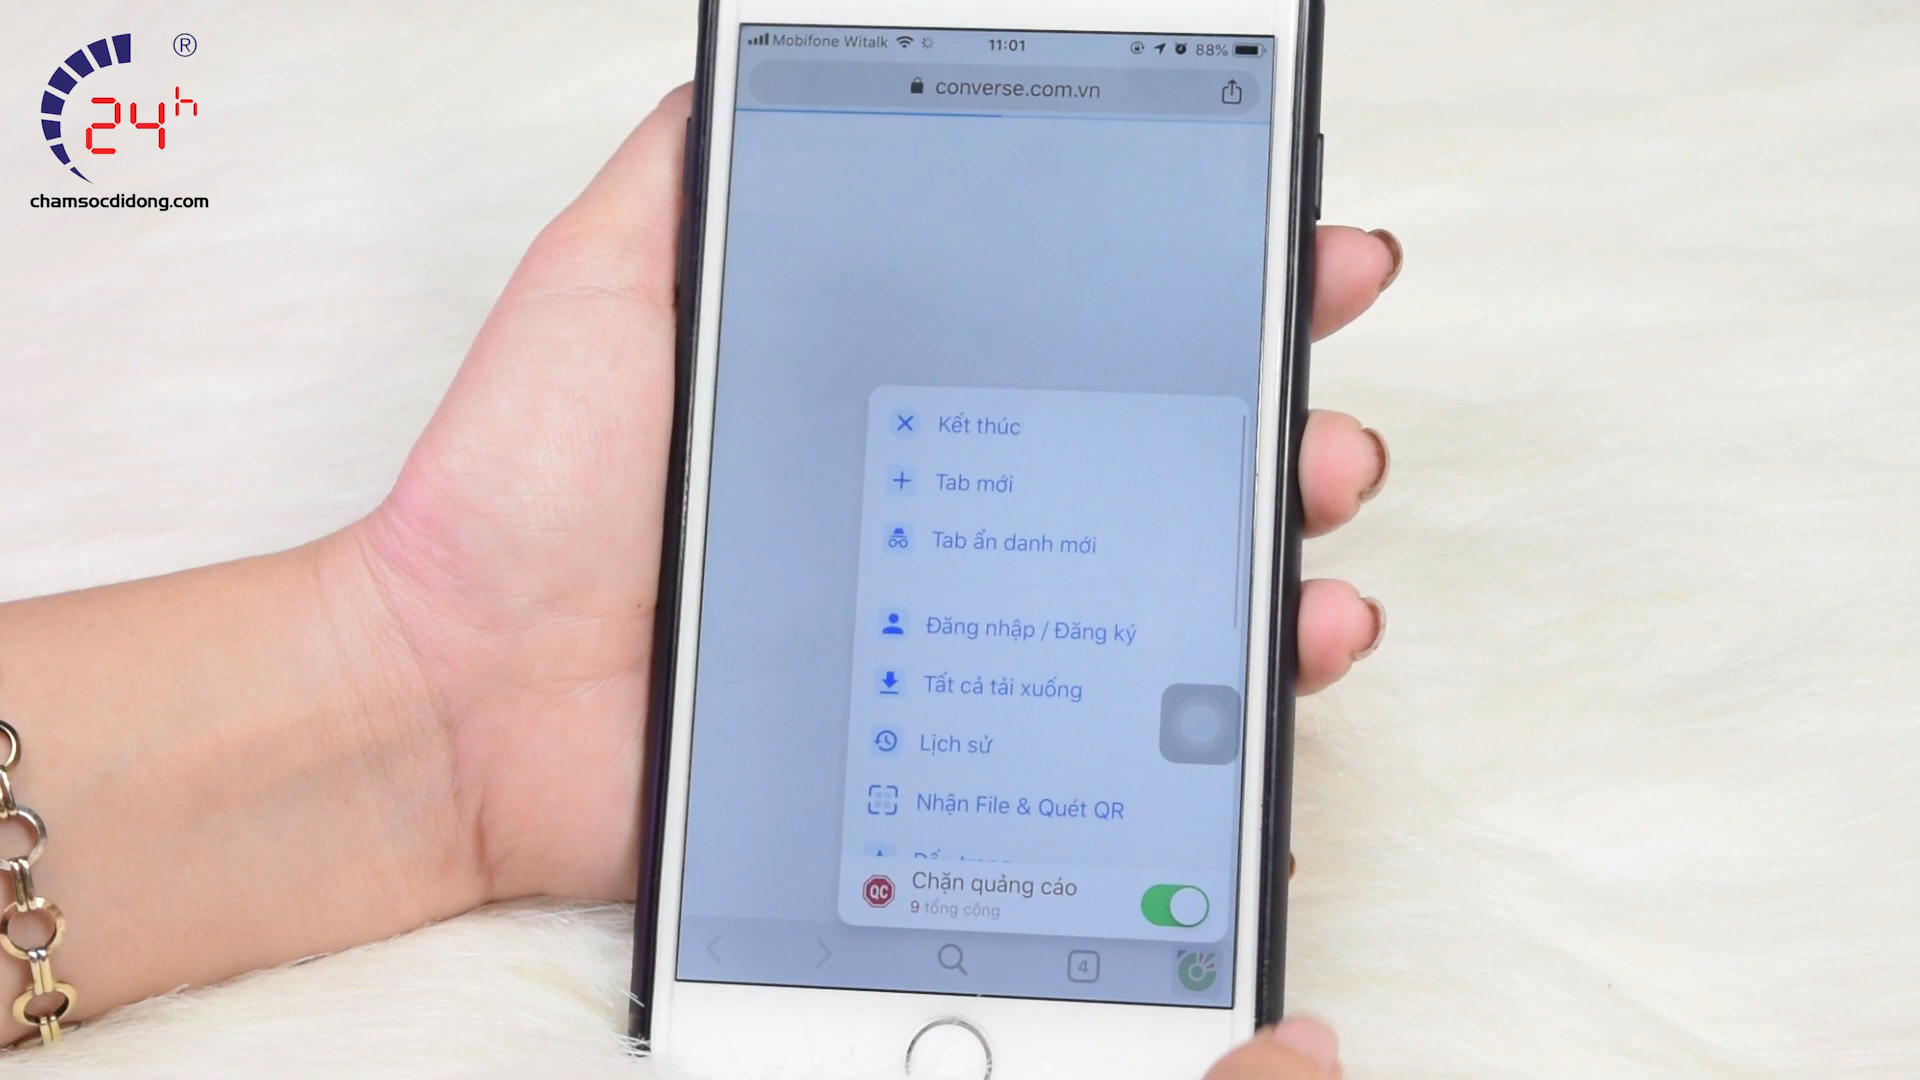 ®
24h
chamsocdidong.com
Mobifone Witalk
11:01
88%
converse.com.vn
Kết thúc
Tab mới
Tab ẩn danh mới
Đăng nhập / Đăng ký
Tất cả tải xuống
Lịch sử
Nhận File & Quét QR
QC
Chặn quảng cáo
9 tổng cộng
4